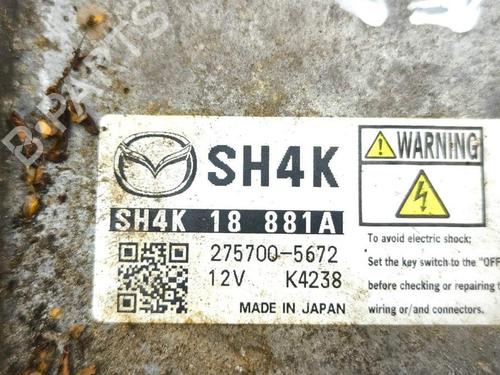 B-PARTS
SH4K
SH4K 18 881A
275700-5672
12V K4238
MADE IN JAPAN
WARNING
To avoid electric shock;
Set the key switch to the "OFF
before checking or repairing
wiring or/and connectors.